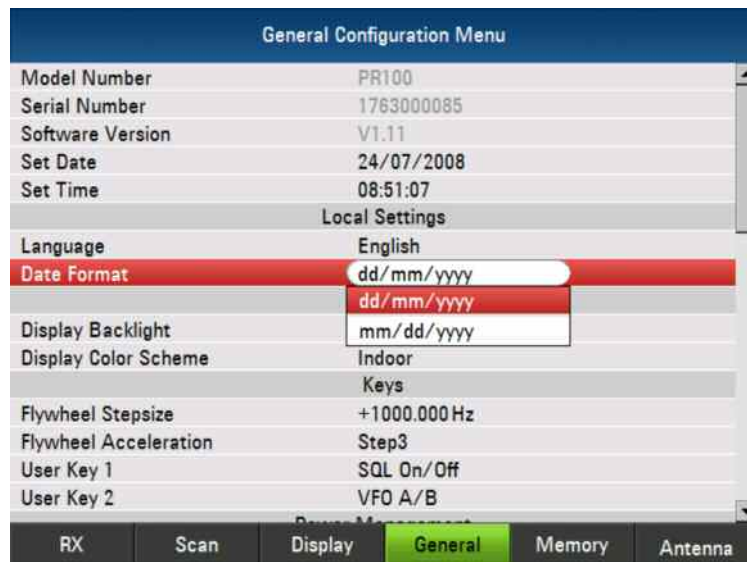 General Configuration Menu
Model Number PR100
Serial Number 1763000085
Software Version V1.11
Set Date 24/07/2008
Set Time 08:51:07
Local Settings
Language English
Date Format dd/mm/yyyy
dd/mm/yyyy
Display Backlight mm/dd/yyyy
Display Color Scheme Indoor
Keys
Flywheel Stepsize +1000.000 Hz
Flywheel Acceleration Step3
User Key 1 SQL On/Off
User Key 2 VFO A/B
Power Management
RX Scan Display General Memory Antenna